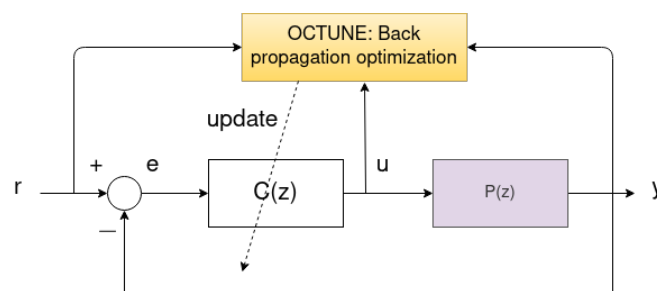 OCTUNE: Back
propagation optimization
update
+
e
u
r
C(z)
P(z)
y
—